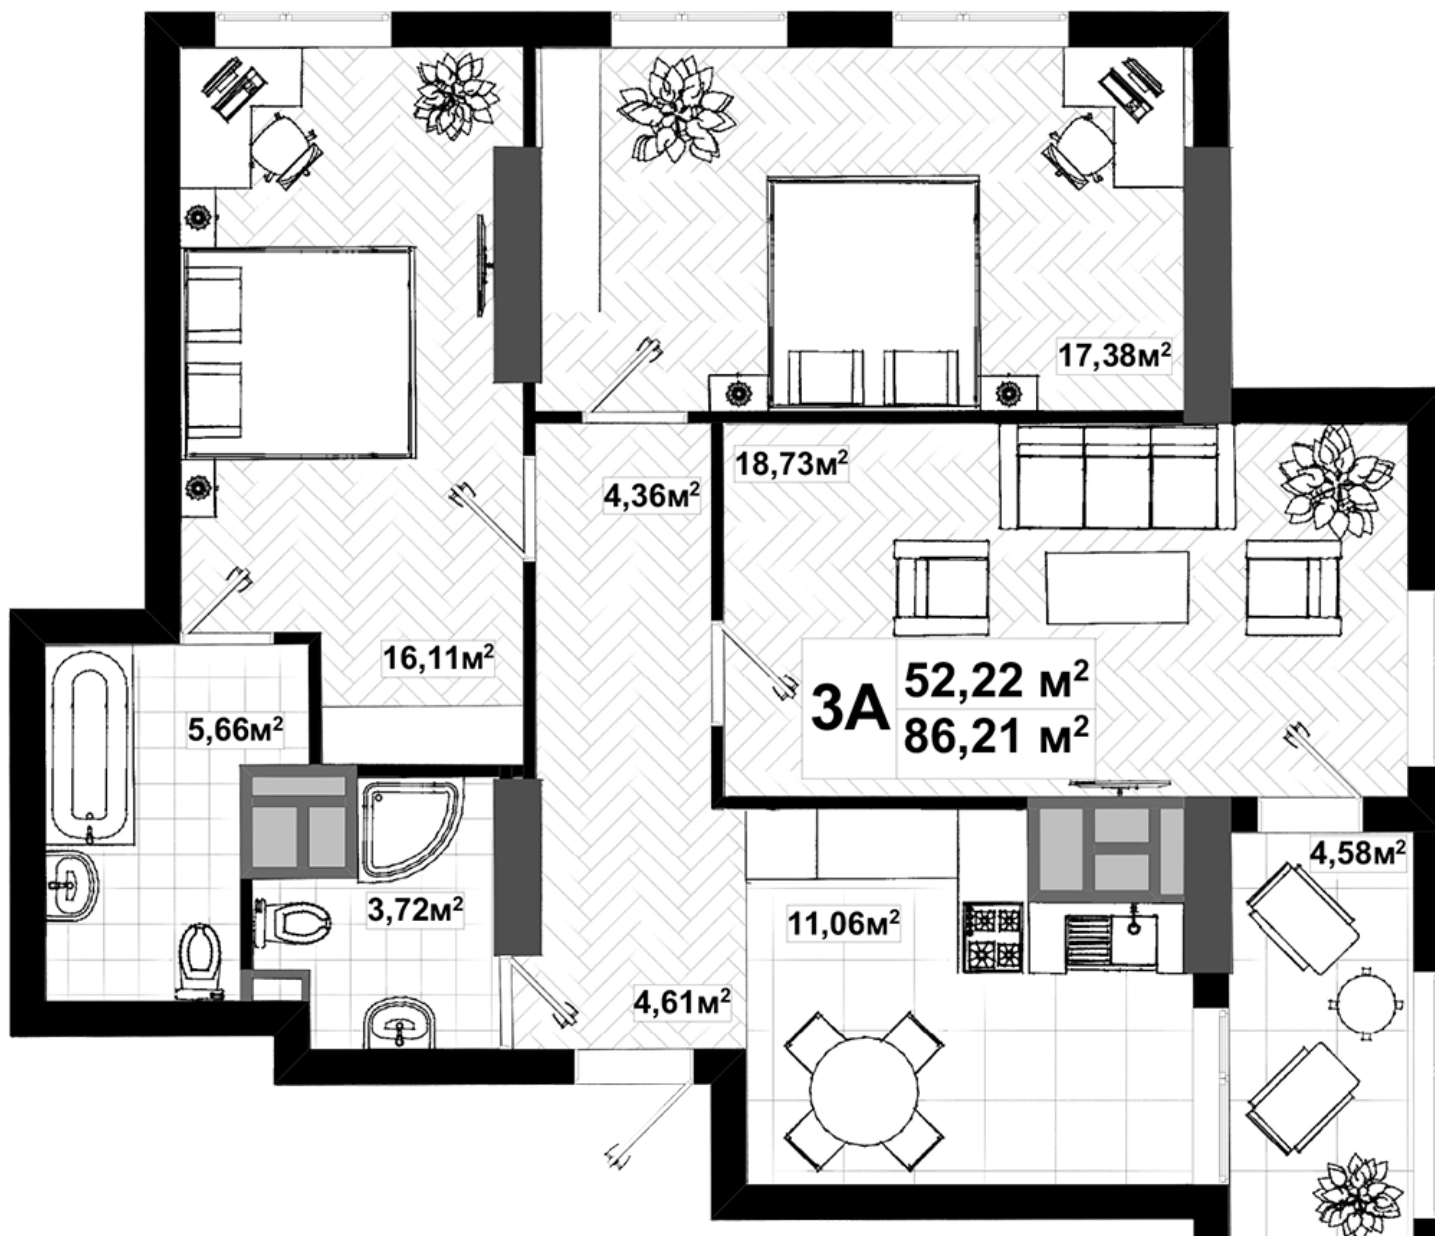 17,38м²
18,73м²
4,36м²
16,11м²
3А
52,22 м²
86,21 м²
5,66м²
4,58м²
3,72м²
11,06м²
4,61м²